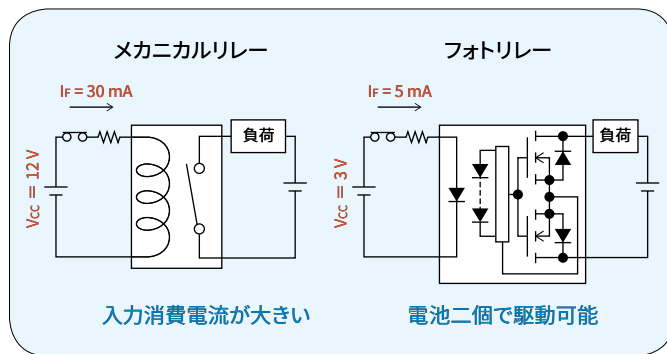 メカニカルリレー
フォトリレー
IF = 30 mA
IF = 5 mA
負荷
負荷
VCC = 12 V
VCC = 3 V
入力消費電流が大きい
電池二個で駆動可能